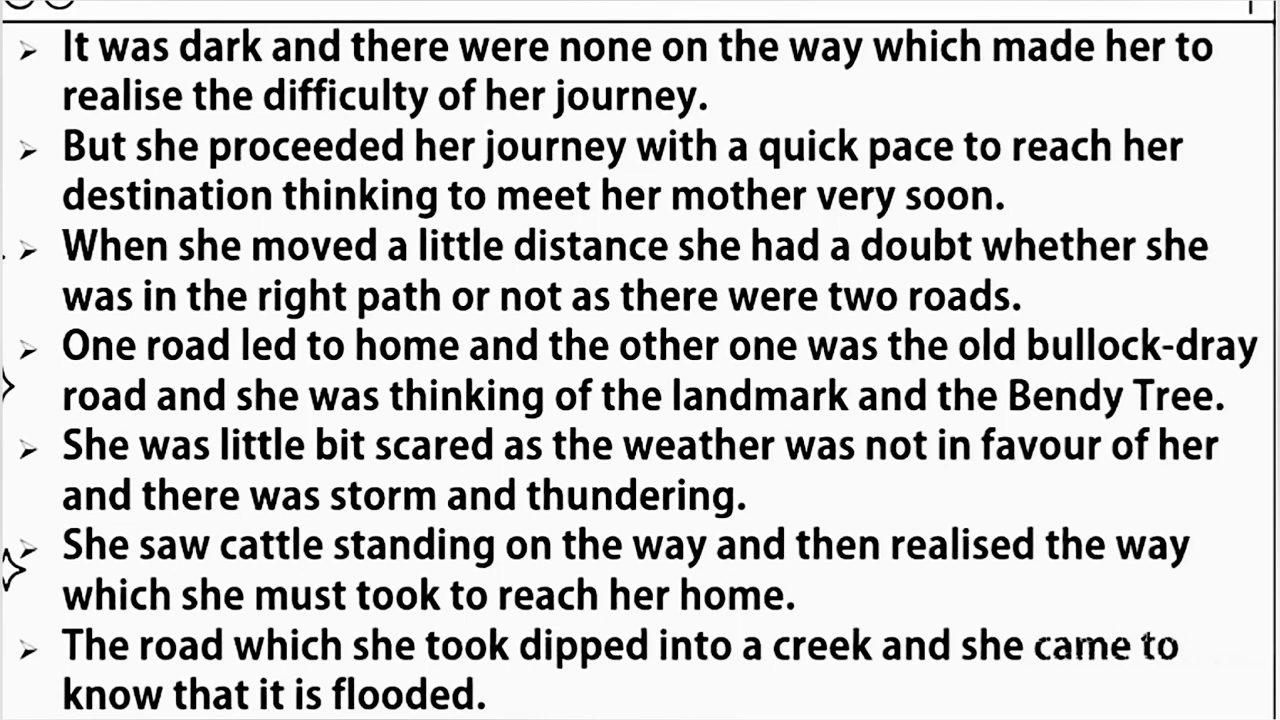 It was dark and there were none on the way which made her to
realise the difficulty of her journey.
But she proceeded her journey with a quick pace to reach her
destination thinking to meet her mother very soon.
When she moved a little distance she had a doubt whether she
was in the right path or not as there were two roads.
One road led to home and the other one was the old bullock-dray
road and she was thinking of the landmark and the Bendy Tree.
She was little bit scared as the weather was not in favour of her
and there was storm and thundering.
She saw cattle standing on the way and then realised the way
which she must took to reach her home.
The road which she took dipped into a creek and she came to
know that it is flooded.